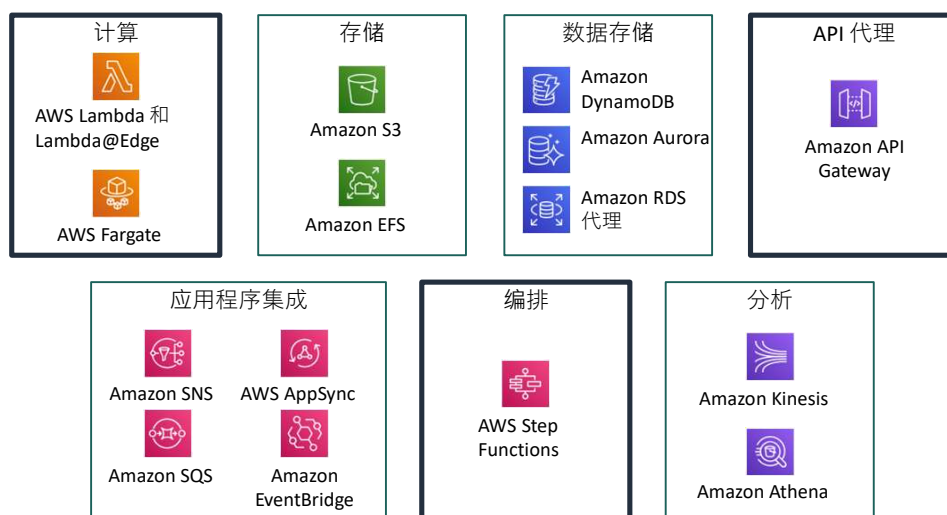 计算
AWS Lambda 和
Lambda@Edge
AWS Fargate
存储
Amazon S3
Amazon EFS
数据存储
Amazon
DynamoDB
Amazon Aurora
Amazon RDS
代理
API 代理
Amazon API
Gateway
应用程序集成
Amazon SNS
AWS AppSync
Amazon SQS
Amazon
EventBridge
编排
AWS Step
Functions
分析
Amazon Kinesis
Amazon Athena